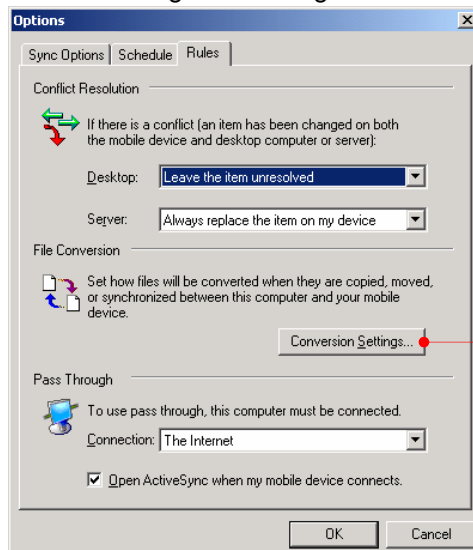 Options
Sync Options Schedule Rules
Conflict Resolution
If there is a conflict (an item has been changed on both
the mobile device and desktop computer or server):
Desktop: Leave the item unresolved
Server: Always replace the item on my device
File Conversion
Set how files will be converted when they are copied, moved,
or synchronized between this computer and your mobile
device.
Conversion Settings...
Pass Through
To use pass through, this computer must be connected.
Connection: The Internet
Open ActiveSync when my mobile device connects.
OK Cancel